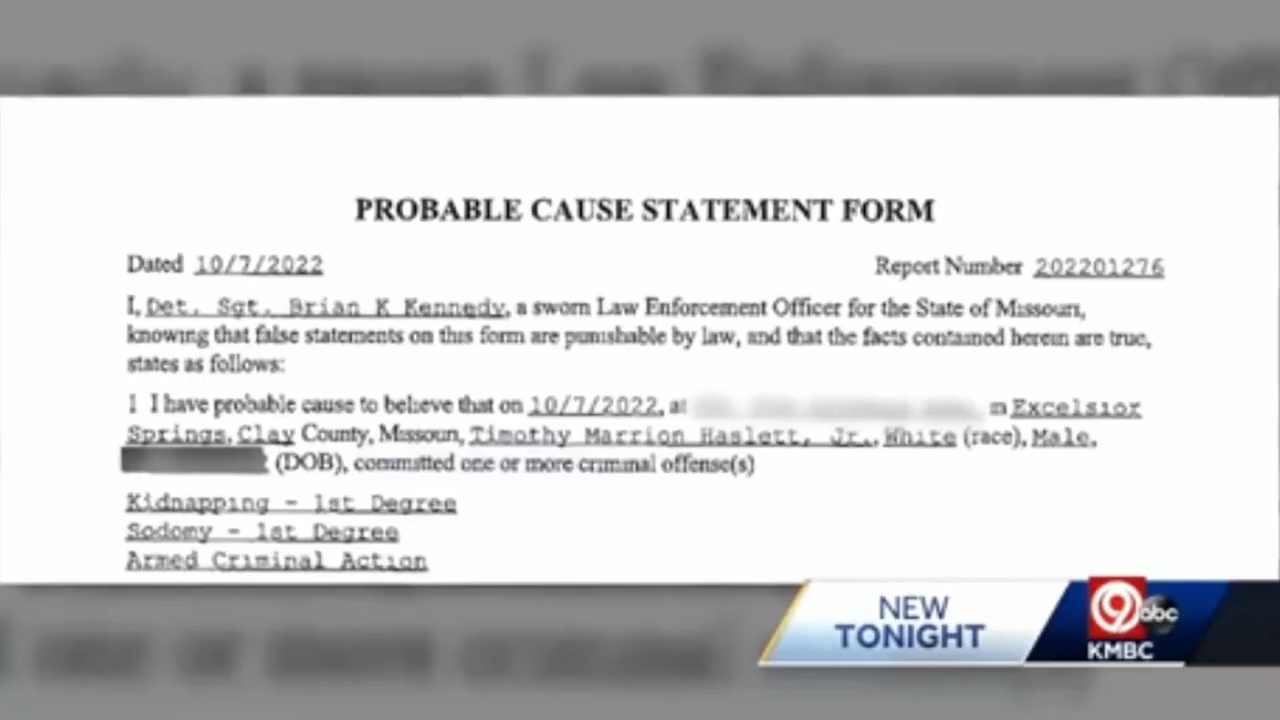 PROBABLE CAUSE STATEMENT FORM
Dated 10/7/2022 Report Number 202201276
I, Det. Sgt. Brian K Kennedy, a sworn Law Enforcement Officer for the State of Missouri,
knowing that false statements on this form are punishable by law, and that the facts contained herein are true,
states as follows:
1 I have probable cause to believe that on 10/7/2022, at in Excelsior
Springs, Clay County, Missouri, Timothy Marrion Haslett, Jr., White (race), Male,
(DOB), committed one or more criminal offense(s)
Kidnapping - 1st Degree
Sodomy - 1st Degree
Armed Criminal Action
NEW
TONIGHT
9 abc
KMBC